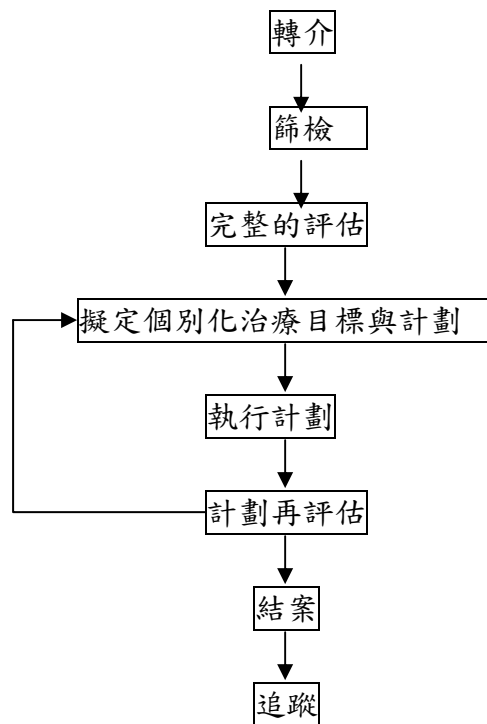 轉介
篩檢
完整的評估
擬定個別化治療目標與計劃
執行計劃
計劃再評估
結案
追蹤